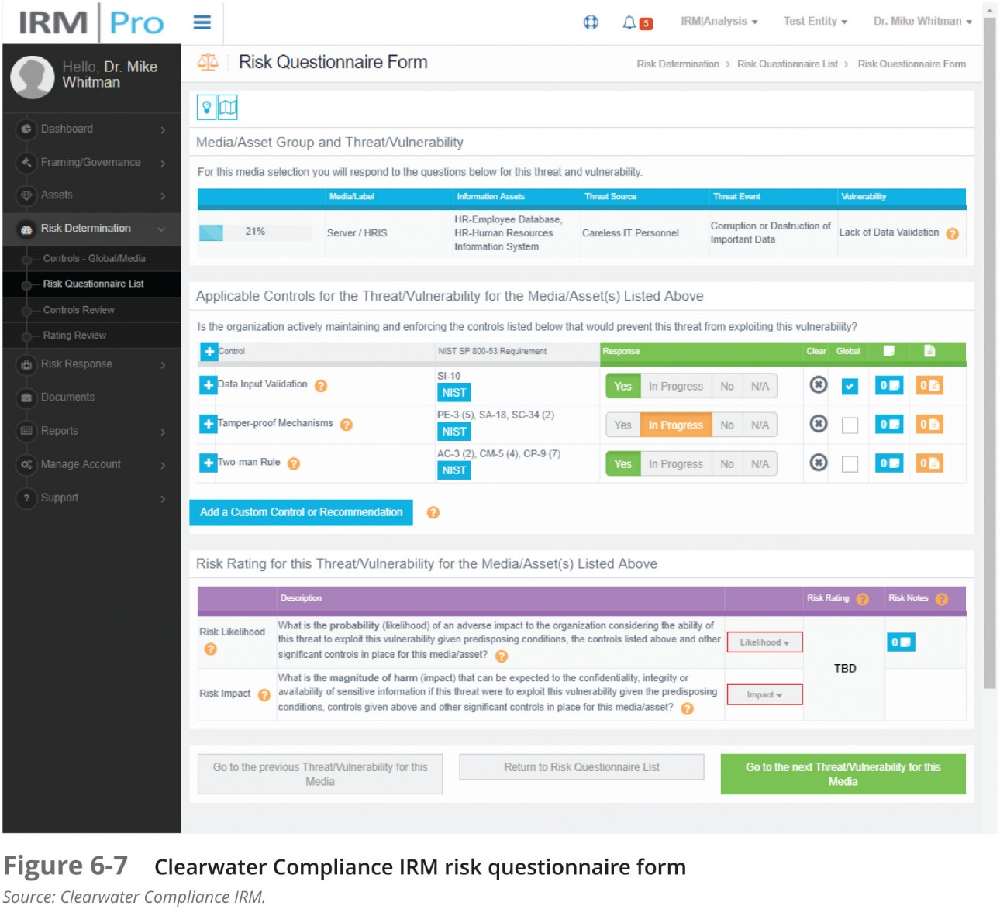 IRM | Pro
5
IRM|Analysis
Test Entity
Dr. Mike Whitman
Hello, Dr. Mike
Whitman
Dashboard
Framing/Governance
Assets
Risk Determination
Controls - Global/Media
Risk Questionnaire List
Controls Review
Rating Review
Risk Response
Documents
Reports
Manage Account
? Support
Risk Questionnaire Form
Risk Determination > Risk Questionnaire List > Risk Questionnaire Form
Media/Asset Group and Threat/Vulnerability
For this media selection you will respond to the questions below for this threat and vulnerability.
Media/Label Information Assets Threat Source Threat Event Vulnerability
21%
Server / HRIS
HR-Employee Database,
HR-Human Resources
Information System
Careless IT Personnel
Corruption or Destruction of
Important Data
Lack of Data Validation ?
Applicable Controls for the Threat/Vulnerability for the Media/Asset(s) Listed Above
Is the organization actively maintaining and enforcing the controls listed below that would prevent this threat from exploiting this vulnerability?
+ Control NIST SP 800-53 Requirement Response Clear Global
+ Data Input Validation ?
SI-10
NIST
Yes In Progress No N/A
0 0
+ Tamper-proof Mechanisms ?
PE-3 (5), SA-18, SC-34 (2)
NIST
Yes In Progress No N/A
0 0
+ Two-man Rule ?
AC-3 (2), CM-5 (4), CP-9 (7)
NIST
Yes In Progress No N/A
0 0
Add a Custom Control or Recommendation ?
Risk Rating for this Threat/Vulnerability for the Media/Asset(s) Listed Above
Description Risk Rating ? Risk Notes ?
Risk Likelihood
?
What is the probability (likelihood) of an adverse impact to the organization considering the ability of
this threat to exploit this vulnerability given predisposing conditions, the controls listed above and other
significant controls in place for this media/asset? ?
Likelihood
TBD
0
Risk Impact ?
What is the magnitude of harm (impact) that can be expected to the confidentiality, integrity or
availability of sensitive information if this threat were to exploit this vulnerability given the predisposing
conditions, controls given above and other significant controls in place for this media/asset? ?
Impact
Go to the previous Threat/Vulnerability for this
Media
Return to Risk Questionnaire List
Go to the next Threat/Vulnerability for this
Media
Figure 6-7 Clearwater Compliance IRM risk questionnaire form
Source: Clearwater Compliance IRM.